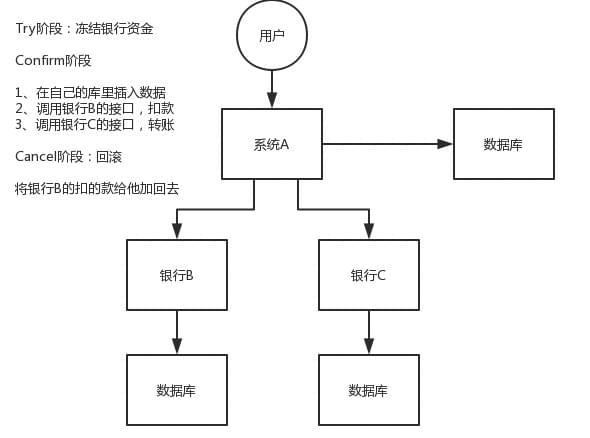 Try阶段：冻结银行资金
Confirm阶段
1、在自己的库里插入数据
2、调用银行B的接口，扣款
3、调用银行C的接口，转账
Cancel阶段：回滚
将银行B的扣的款给他加回去
用户
系统A
数据库
银行B
银行C
数据库
数据库